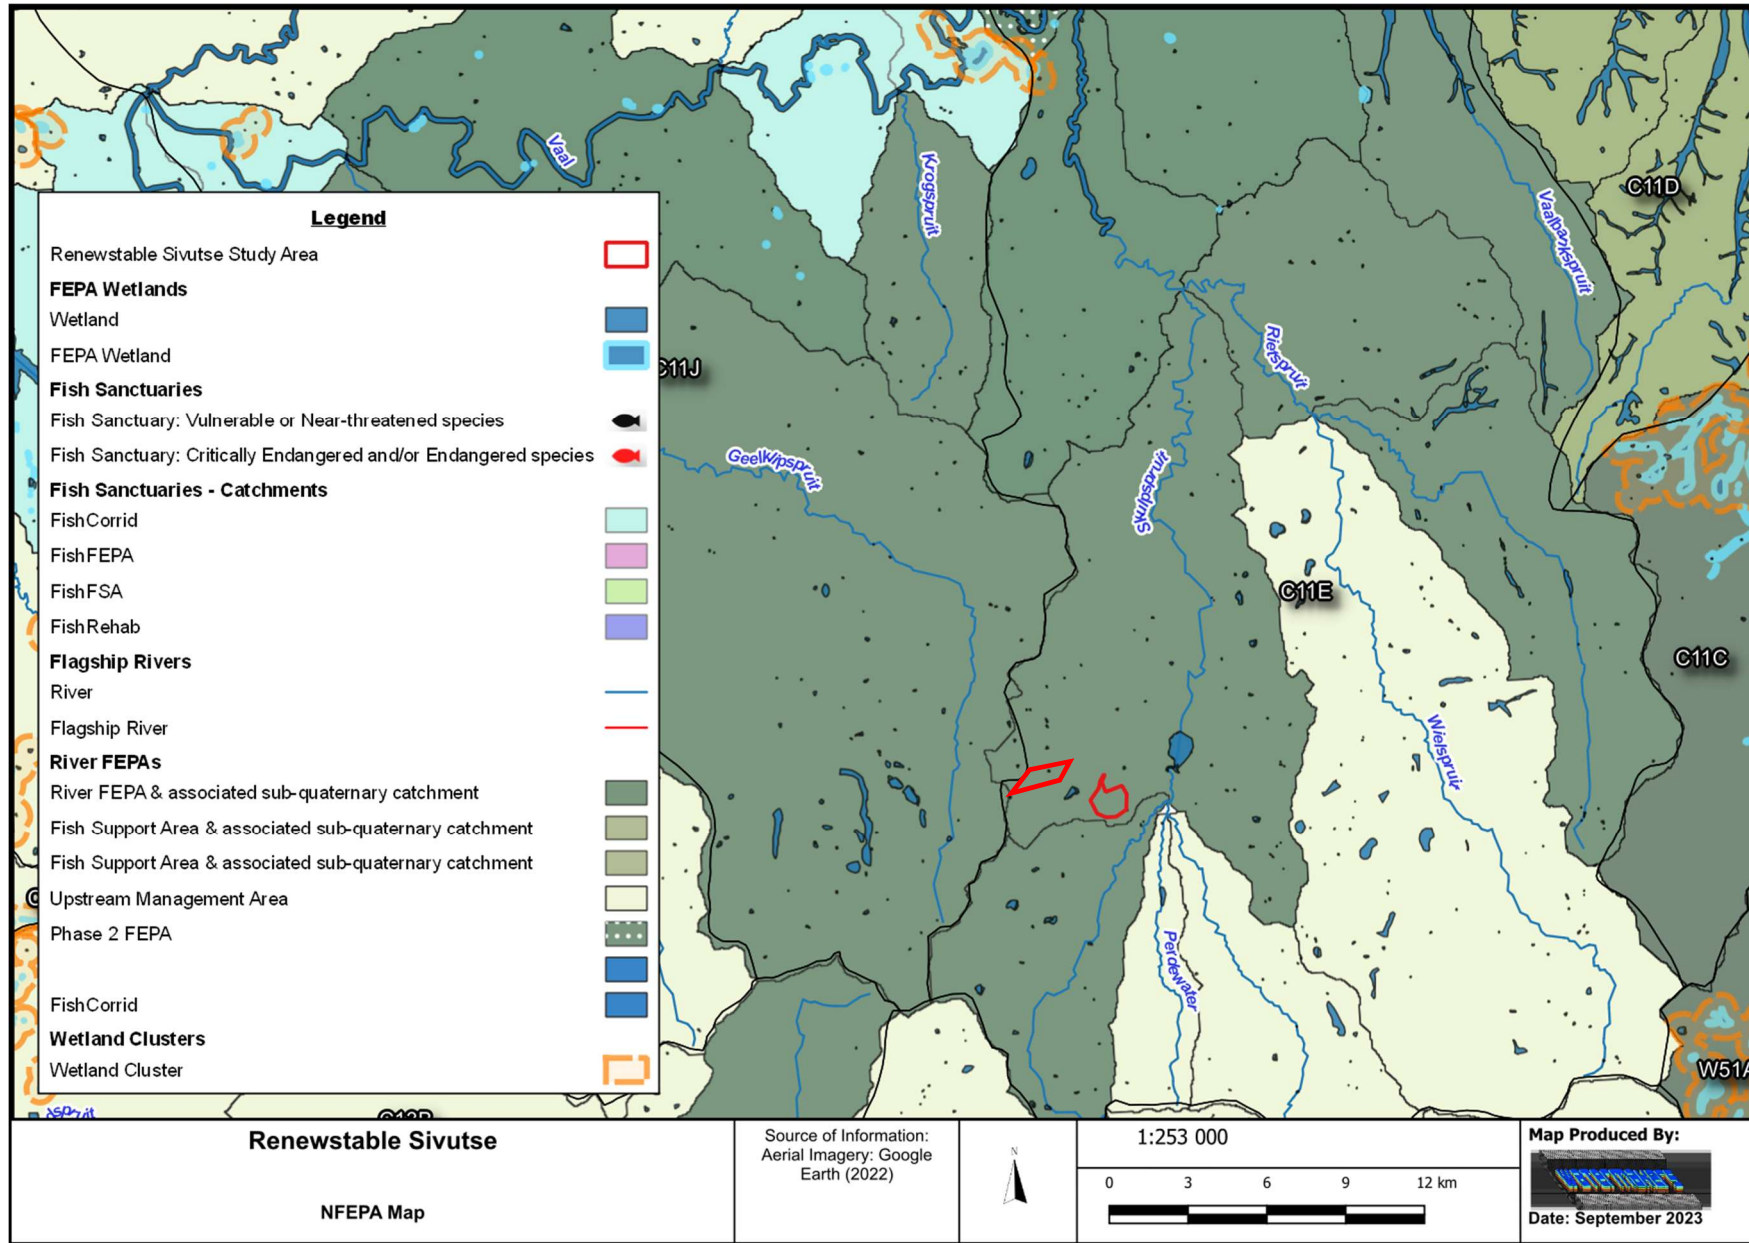 Vaal
Krogspruit
C11D
Vaalbankspruit
Legend
Renewstable Sivutse Study Area
FEPA Wetlands
Wetland
FEPA Wetland
Fish Sanctuaries
Fish Sanctuary: Vulnerable or Near-threatened species
Fish Sanctuary: Critically Endangered and/or Endangered species
Fish Sanctuaries - Catchments
FishCorrid
FishFEPA
FishFSA
FishRehab
Flagship Rivers
River
Flagship River
River FEPAs
River FEPA & associated sub-quaternary catchment
Fish Support Area & associated sub-quaternary catchment
Fish Support Area & associated sub-quaternary catchment
Upstream Management Area
Phase 2 FEPA
FishCorrid
Wetland Clusters
Wetland Cluster
C11J
Rietspruit
Geelklipspruit
Skulpspruit
C11E
C11C
Wielspruit
Perdewater
W51A
Renewstable Sivutse
NFEPA Map
Source of Information:
Aerial Imagery: Google
Earth (2022)
N
1:253 000
0 3 6 9 12 km
Map Produced By:
WATERMAKERS
Date: September 2023